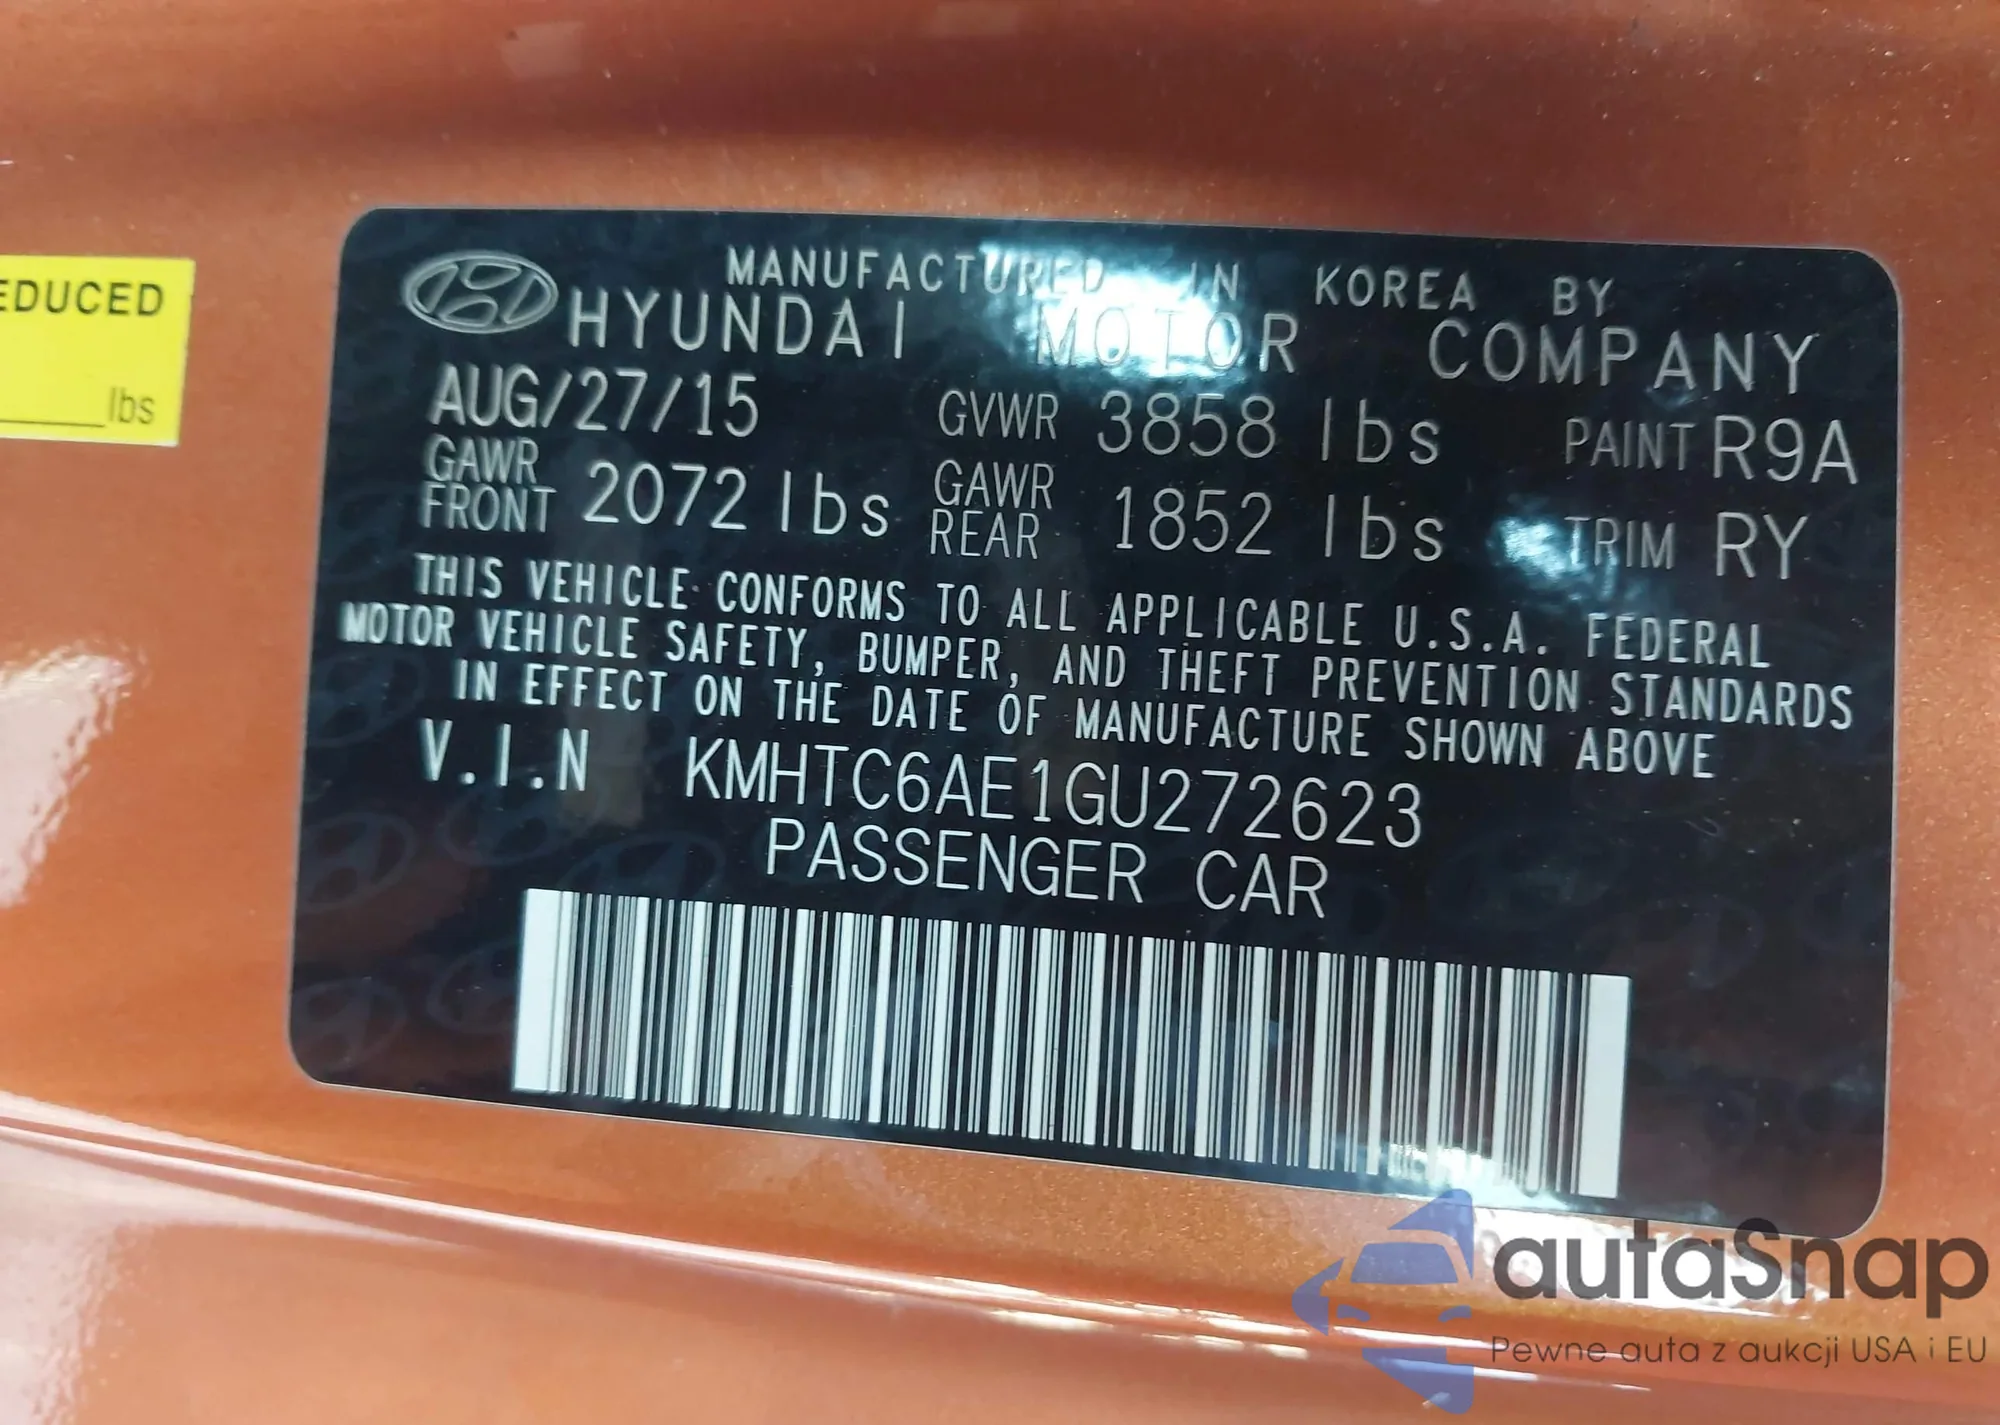 EDUCED
lbs
MANUFACTURED IN KOREA BY
HYUNDAI MOTOR COMPANY
AUG/27/15 GVWR 3858 lbs PAINT R9A
GAWR FRONT 2072 lbs GAWR REAR 1852 lbs TRIM RY
THIS VEHICLE CONFORMS TO ALL APPLICABLE U.S.A. FEDERAL
MOTOR VEHICLE SAFETY, BUMPER, AND THEFT PREVENTION STANDARDS
IN EFFECT ON THE DATE OF MANUFACTURE SHOWN ABOVE
V.I.N KMHTC6AE1GU272623
PASSENGER CAR
autaSnap
Pewne auta z aukcji USA i EU